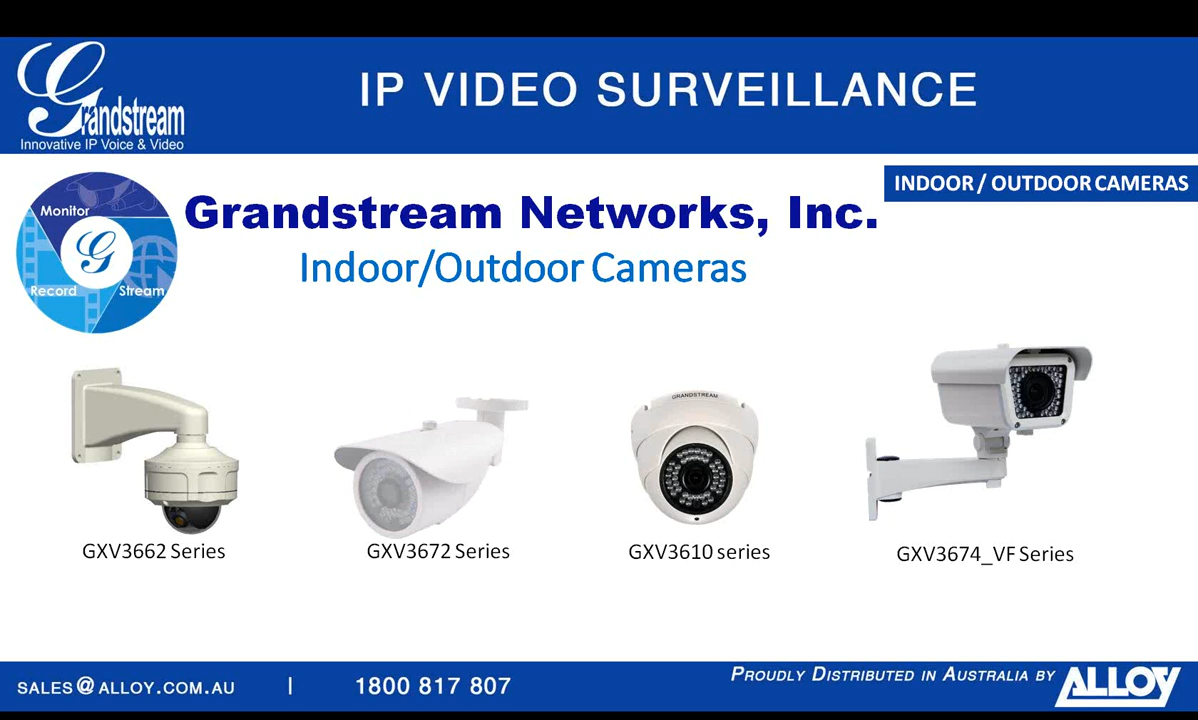 Grandstream
Innovative IP Voice & Video
IP VIDEO SURVEILLANCE
INDOOR / OUTDOOR CAMERAS
Monitor
G
Record
Stream
Grandstream Networks, Inc.
Indoor/Outdoor Cameras
GRANDSTREAM
GXV3662 Series
GXV3672 Series
GXV3610 series
GXV3674_VF Series
SALES@ALLOY.COM.AU | 1800 817 807
PROUDLY DISTRIBUTED IN AUSTRALIA BY ALLOY